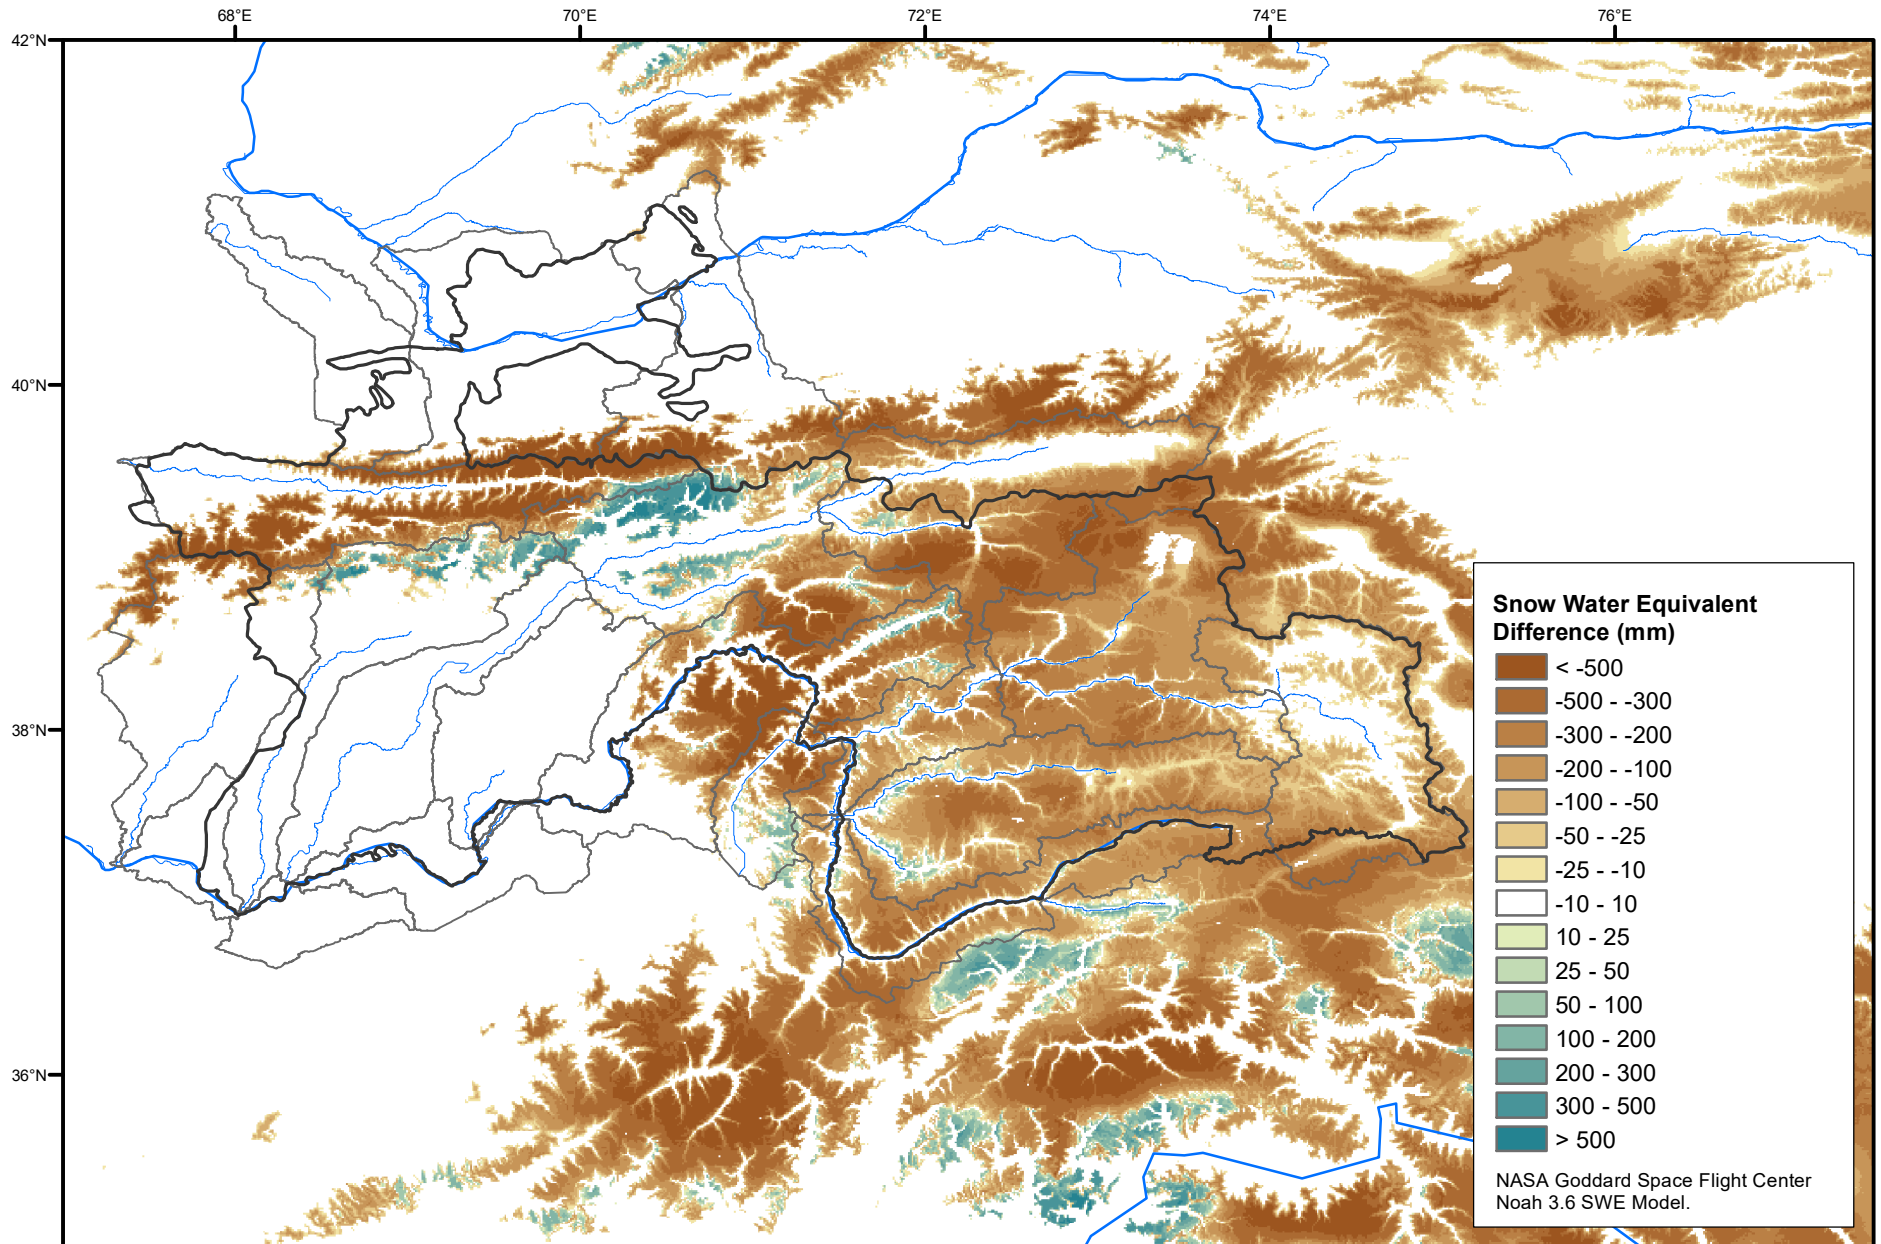 68°E
70°E
72°E
74°E
76°E
42°N
40°N
38°N
36°N
Snow Water Equivalent
Difference (mm)
< -500
-500 - -300
-300 - -200
-200 - -100
-100 - -50
-50 - -25
-25 - -10
-10 - 10
10 - 25
25 - 50
50 - 100
100 - 200
200 - 300
300 - 500
> 500
NASA Goddard Space Flight Center
Noah 3.6 SWE Model.